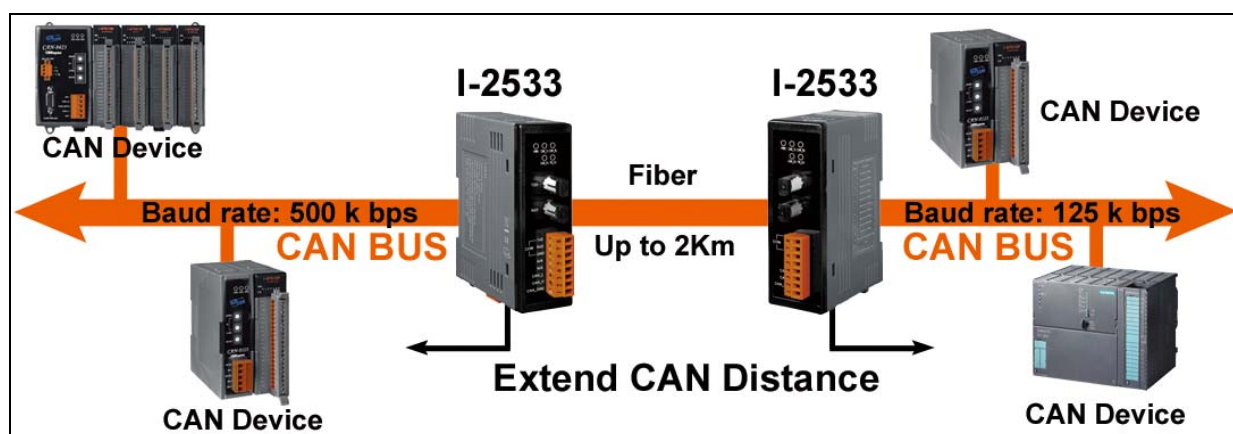 I-2533
I-2533
CAN Device
CAN Device
Fiber
Baud rate: 500 k bps
Baud rate: 125 k bps
CAN BUS
Up to 2Km
CAN BUS
Extend CAN Distance
CAN Device
CAN Device